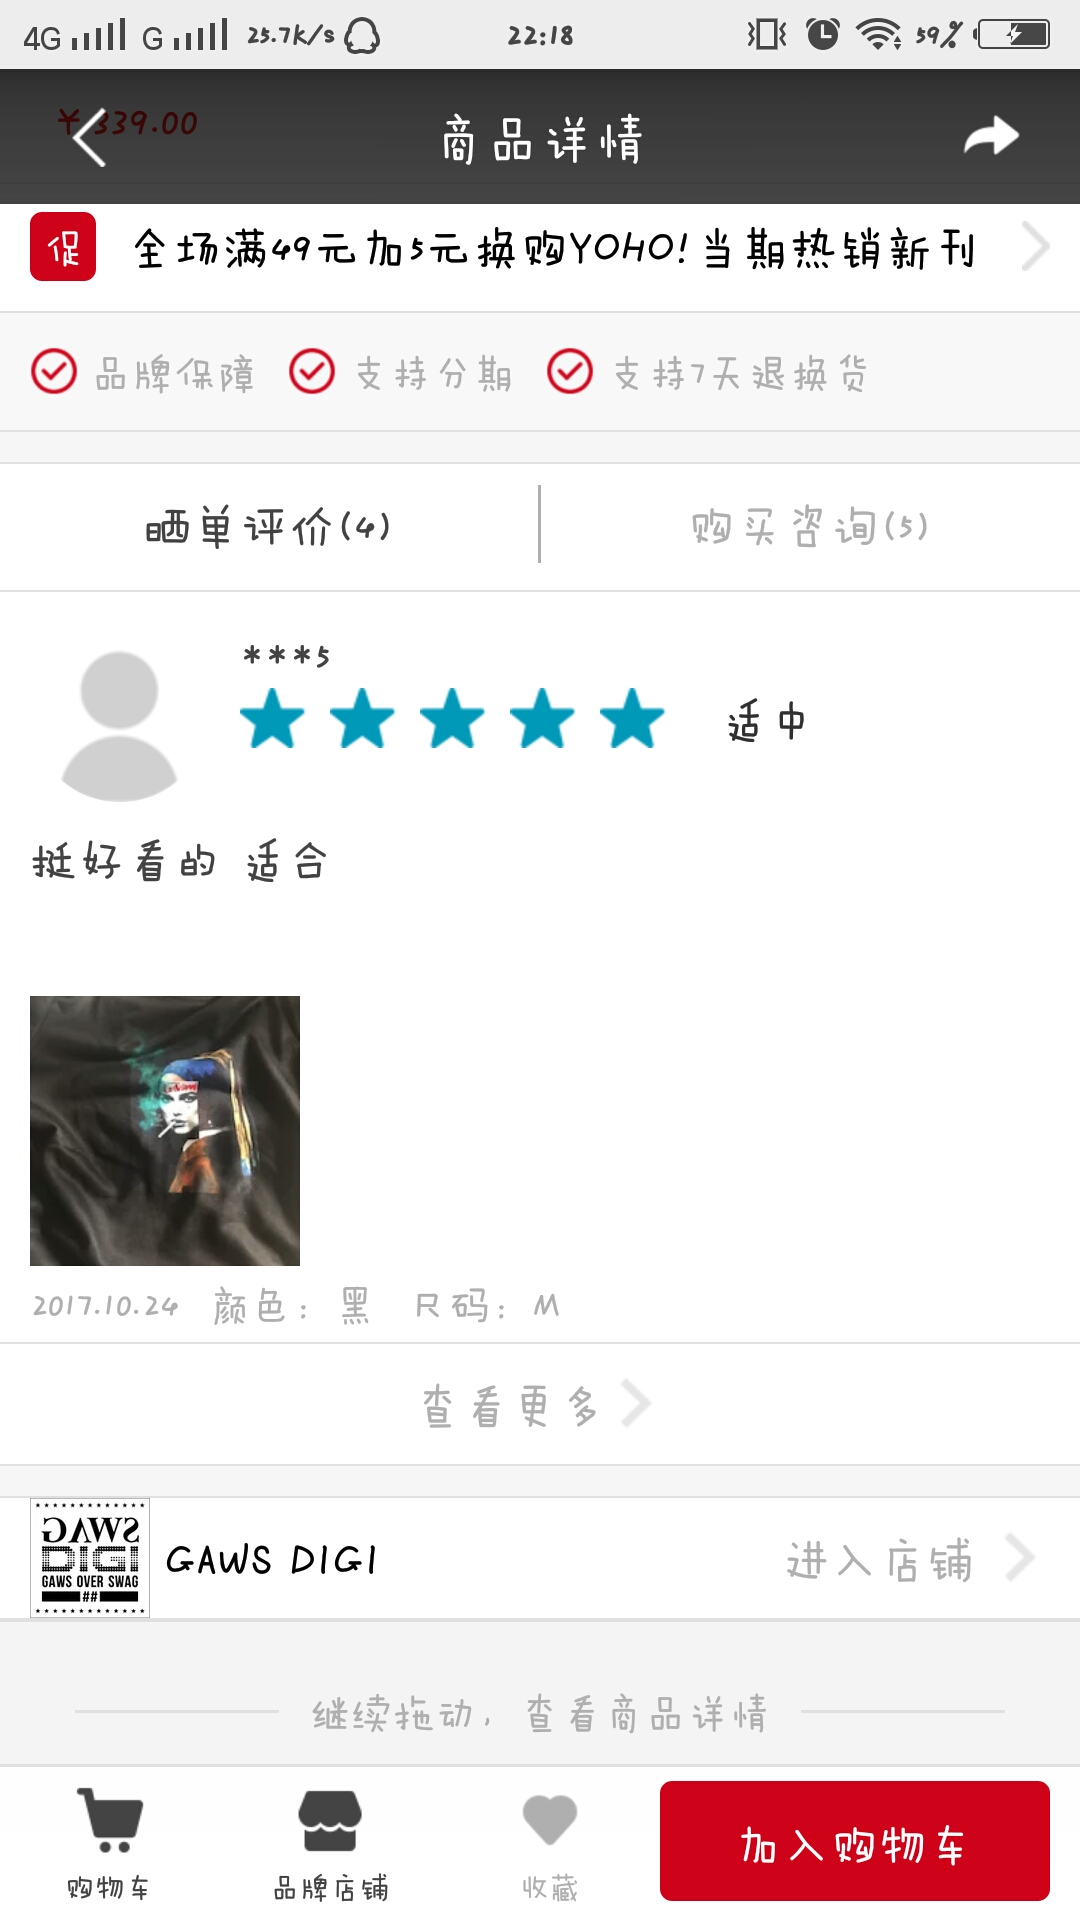 4G G 25.7K/s 22:18 59%
¥339.00
商品详情
促 全场满49元加5元换购YOHO!当期热销新刊
品牌保障 支持分期 支持7天退换货
晒单评价(4) 购买咨询(5)
***5
适中
挺好看的 适合
2017.10.24 颜色: 黑 尺码: M
查看更多
GAWS
DIGI
GAWS OVER SWAG
##
GAWS DIGI 进入店铺
继续拖动, 查看商品详情
购物车 品牌店铺 收藏 加入购物车